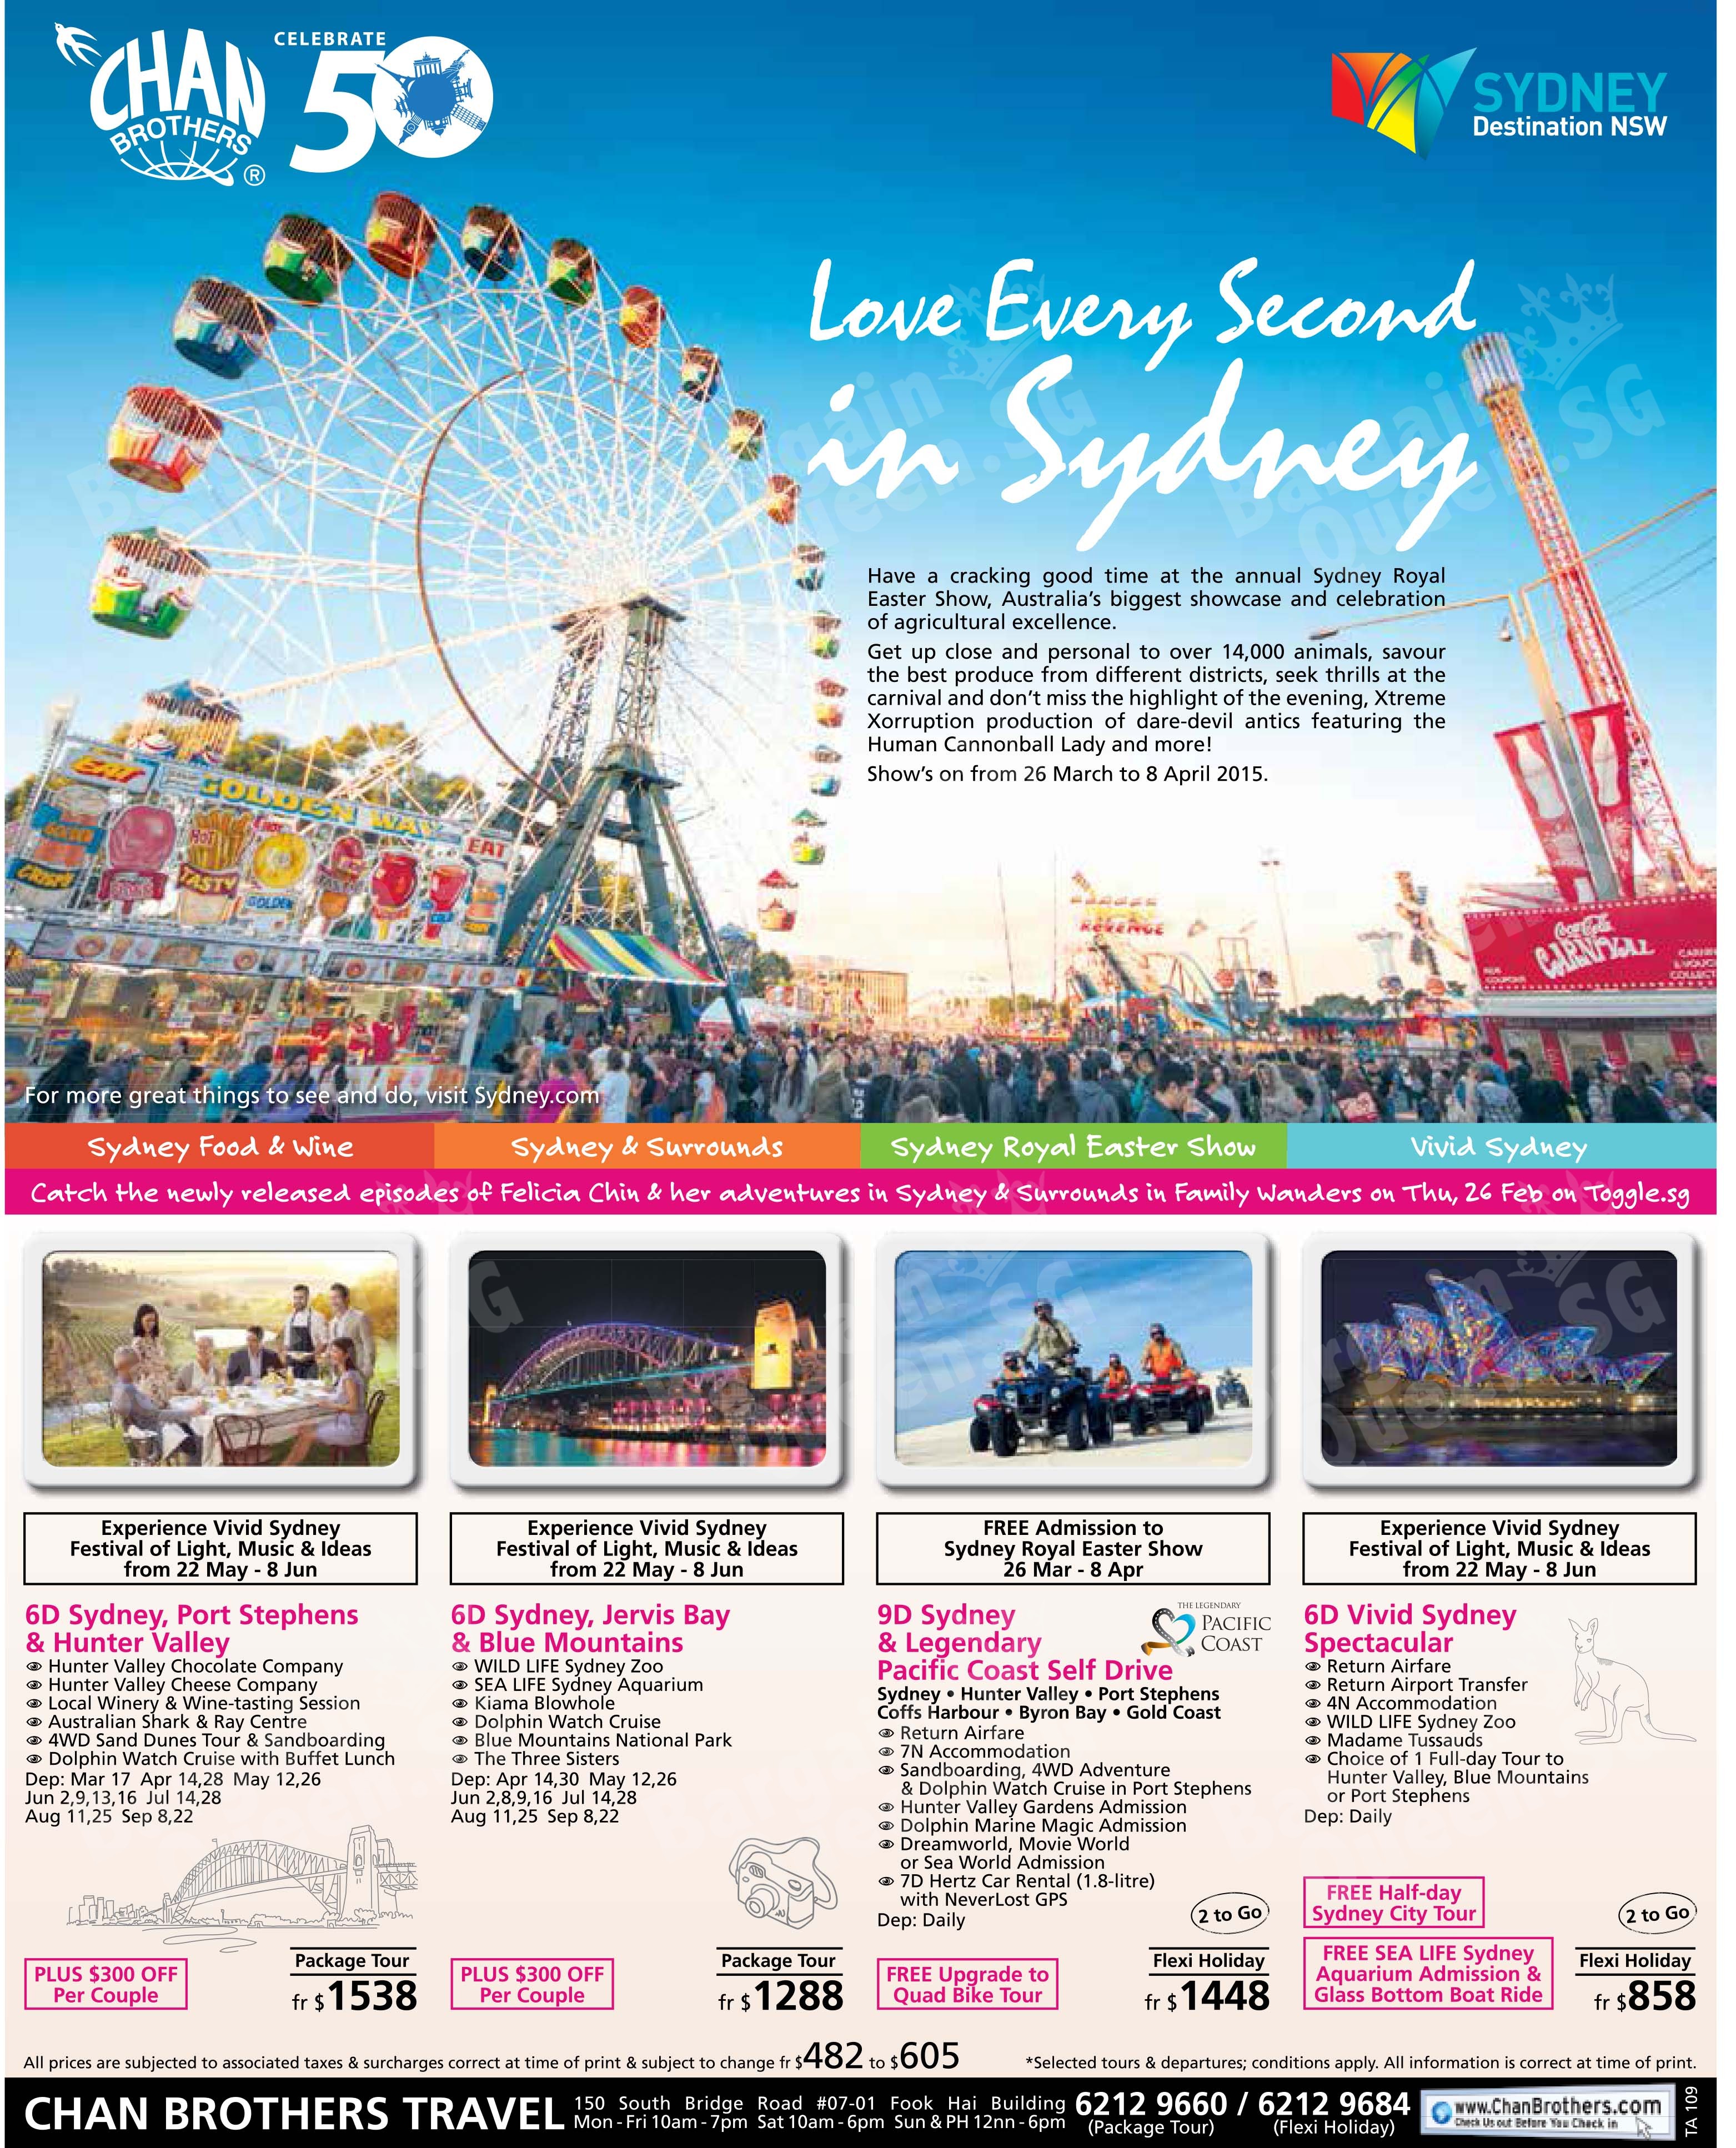 CHAN
BROTHERS
®
CELEBRATE
50
SYDNEY
Destination NSW
Love Every Second
in Sydney
Have a cracking good time at the annual Sydney Royal
Easter Show, Australia's biggest showcase and celebration
of agricultural excellence.
Get up close and personal to over 14,000 animals, savour
the best produce from different districts, seek thrills at the
carnival and don't miss the highlight of the evening, Xtreme
Xorruption production of dare-devil antics featuring the
Human Cannonball Lady and more!
Show's on from 26 March to 8 April 2015.
EAT
GOLDEN WAY
EAT
HOT
TASTY
CRISPY
GOLDEN
REVENGE
Coca-Cola
CARNIVAL
For more great things to see and do, visit Sydney.com
Sydney Food & Wine
Sydney & Surrounds
Sydney Royal Easter Show
Vivid Sydney
Catch the newly released episodes of Felicia Chin & her adventures in Sydney & Surrounds in Family Wanders on Thu, 26 Feb on Toggle.sg
Experience Vivid Sydney
Festival of Light, Music & Ideas
from 22 May - 8 Jun
6D Sydney, Port Stephens
& Hunter Valley
Hunter Valley Chocolate Company
Hunter Valley Cheese Company
Local Winery & Wine-tasting Session
Australian Shark & Ray Centre
4WD Sand Dunes Tour & Sandboarding
Dolphin Watch Cruise with Buffet Lunch
Dep: Mar 17 Apr 14,28 May 12,26
Jun 2,9,13,16 Jul 14,28
Aug 11,25 Sep 8,22
PLUS $300 OFF
Per Couple
Package Tour
fr $1538
Experience Vivid Sydney
Festival of Light, Music & Ideas
from 22 May - 8 Jun
6D Sydney, Jervis Bay
& Blue Mountains
WILD LIFE Sydney Zoo
SEA LIFE Sydney Aquarium
Kiama Blowhole
Dolphin Watch Cruise
Blue Mountains National Park
The Three Sisters
Dep: Apr 14,30 May 12,26
Jun 2,8,9,16 Jul 14,28
Aug 11,25 Sep 8,22
PLUS $300 OFF
Per Couple
Package Tour
fr $1288
FREE Admission to
Sydney Royal Easter Show
26 Mar - 8 Apr
9D Sydney
& Legendary
Pacific Coast Self Drive
THE LEGENDARY
PACIFIC
COAST
Sydney • Hunter Valley • Port Stephens
Coffs Harbour • Byron Bay • Gold Coast
Return Airfare
7N Accommodation
Sandboarding, 4WD Adventure
& Dolphin Watch Cruise in Port Stephens
Hunter Valley Gardens Admission
Dolphin Marine Magic Admission
Dreamworld, Movie World
or Sea World Admission
7D Hertz Car Rental (1.8-litre)
with NeverLost GPS
Dep: Daily
2 to Go
FREE Upgrade to
Quad Bike Tour
Flexi Holiday
fr $1448
Experience Vivid Sydney
Festival of Light, Music & Ideas
from 22 May - 8 Jun
6D Vivid Sydney
Spectacular
Return Airfare
Return Airport Transfer
4N Accommodation
WILD LIFE Sydney Zoo
Madame Tussauds
Choice of 1 Full-day Tour to
Hunter Valley, Blue Mountains
or Port Stephens
Dep: Daily
FREE Half-day
Sydney City Tour
2 to Go
FREE SEA LIFE Sydney
Aquarium Admission &
Glass Bottom Boat Ride
Flexi Holiday
fr $858
All prices are subjected to associated taxes & surcharges correct at time of print & subject to change fr $482 to $605
*Selected tours & departures; conditions apply. All information is correct at time of print.
CHAN BROTHERS TRAVEL
150 South Bridge Road #07-01 Fook Hai Building
Mon - Fri 10am - 7pm Sat 10am - 6pm Sun & PH 12nn - 6pm
6212 9660 / 6212 9684
(Package Tour) (Flexi Holiday)
www.ChanBrothers.com
Check Us out Before You Check in
TA 109
Bargain
Queen.SG